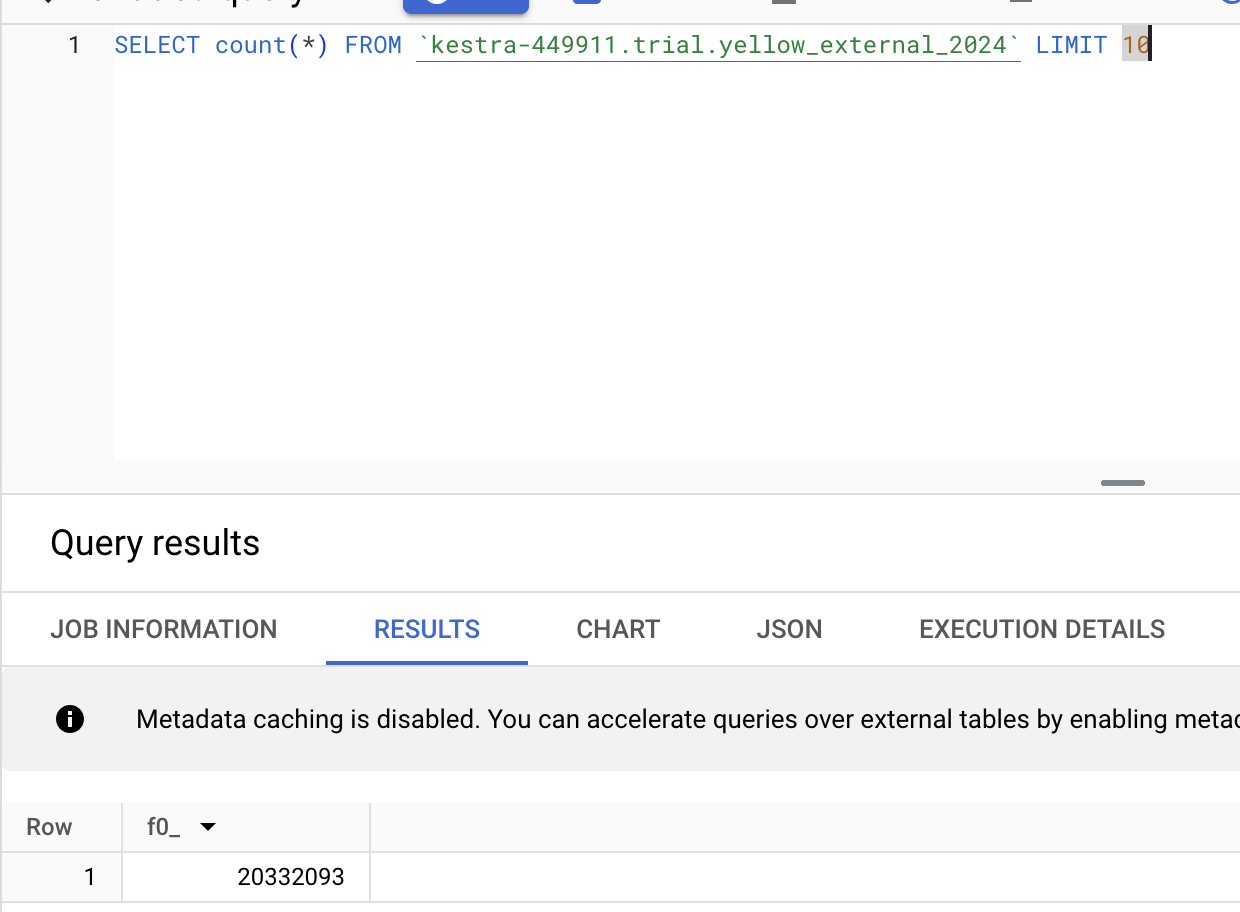 1 SELECT count(*) FROM `kestra-449911.trial.yellow_external_2024` LIMIT 10
Query results
JOB INFORMATION RESULTS CHART JSON EXECUTION DETAILS
Metadata caching is disabled. You can accelerate queries over external tables by enabling metad
Row f0_
1 20332093